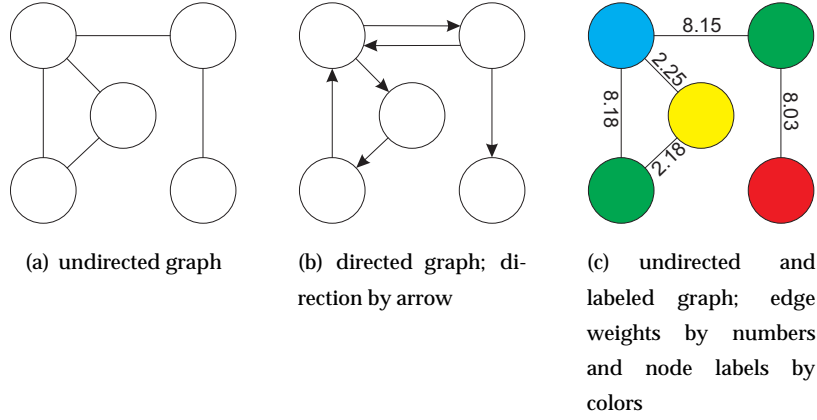 8.15
2.25
8.18
8.03
2.18
(a) undirected graph
(b) directed graph; di-
rection by arrow
(c) undirected and
labeled graph; edge
weights by numbers
and node labels by
colors